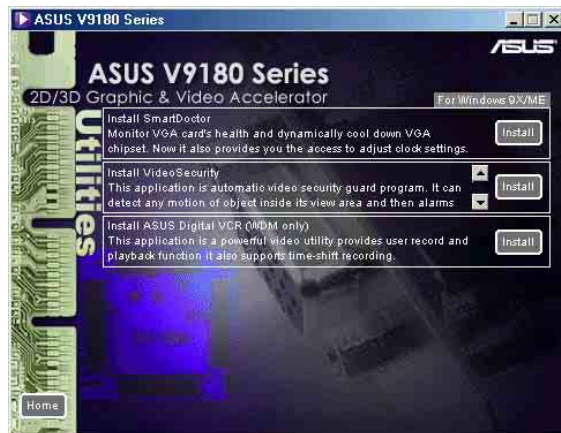 ASUS V9180 Series
ASUS
ASUS V9180 Series
2D/3D Graphic & Video Accelerator
For Windows 9X/ME
Utilities
Install SmartDoctor
Monitor VGA card's health and dynamically cool down VGA
chipset. Now it also provides you the access to adjust clock settings.
Install
Install VideoSecurity
This application is automatic video security guard program. It can
detect any motion of object inside its view area and then alarms
Install
Install ASUS Digital VCR (WDM only)
This application is a powerful video utility provides user record and
playback function it also supports time-shift recording.
Install
Home